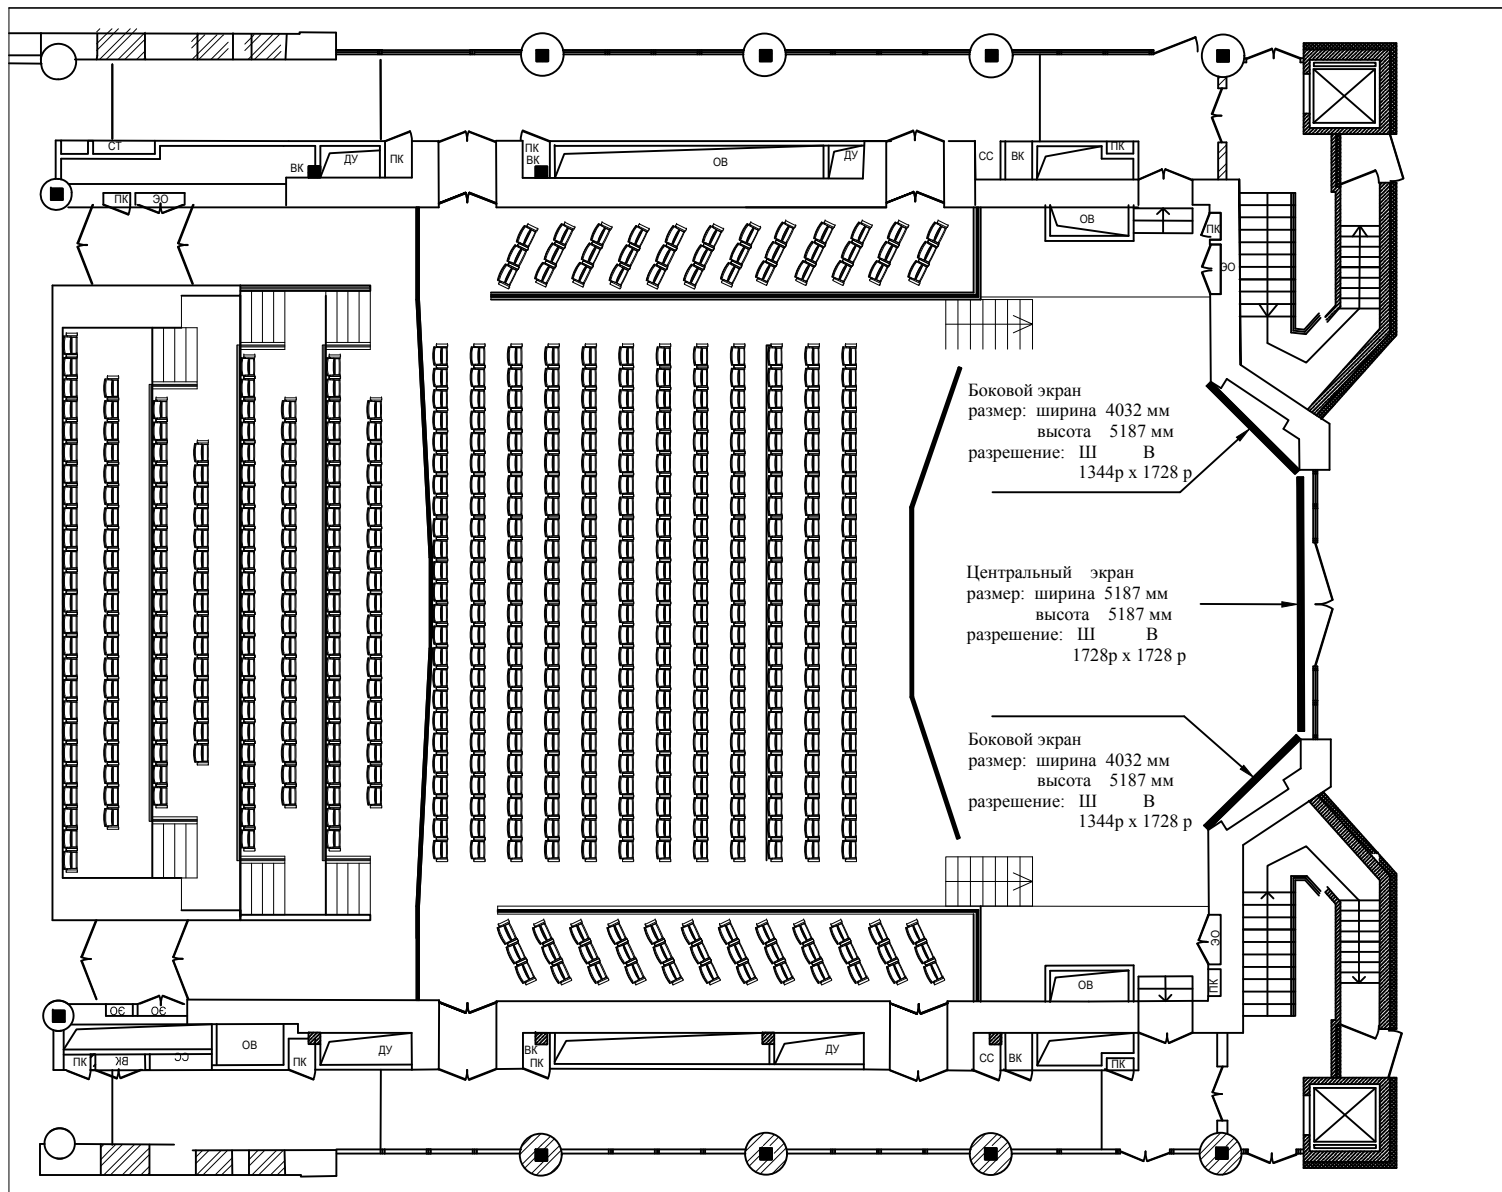 СТ
ВК
ДУ
ПК
ПК
ВК
ОВ
ДУ
СС
ВК
ПК
ПК
ЭО
ОВ
ПК
ЭО
Боковой экран
размер: ширина 4032 мм
высота 5187 мм
разрешение: Ш В
1344р х 1728 р
Центральный экран
размер: ширина 5187 мм
высота 5187 мм
разрешение: Ш В
1728р х 1728 р
Боковой экран
размер: ширина 4032 мм
высота 5187 мм
разрешение: Ш В
1344р х 1728 р
ЭО
ПК
ОВ
ЭО
ЭО
ПК
ВК
СС
ОВ
ПК
ДУ
ВК
ПК
ДУ
СС
ВК
ПК